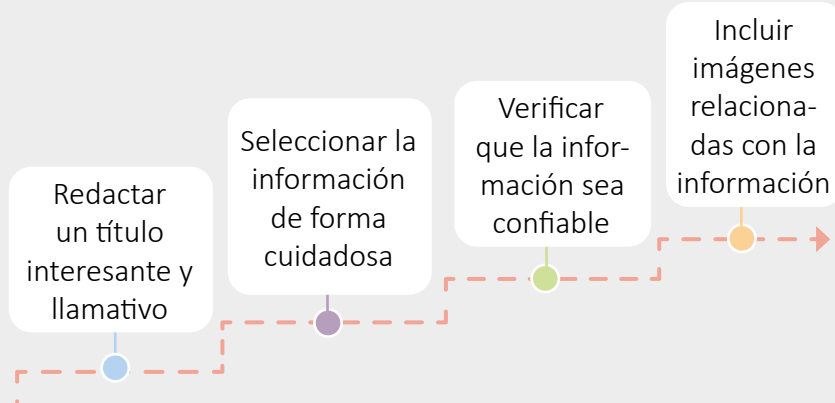 Redactar
un título
interesante y
llamativo
Seleccionar la
información
de forma
cuidadosa
Verificar
que la infor-
mación sea
confiable
Incluir
imágenes
relaciona-
das con la
información